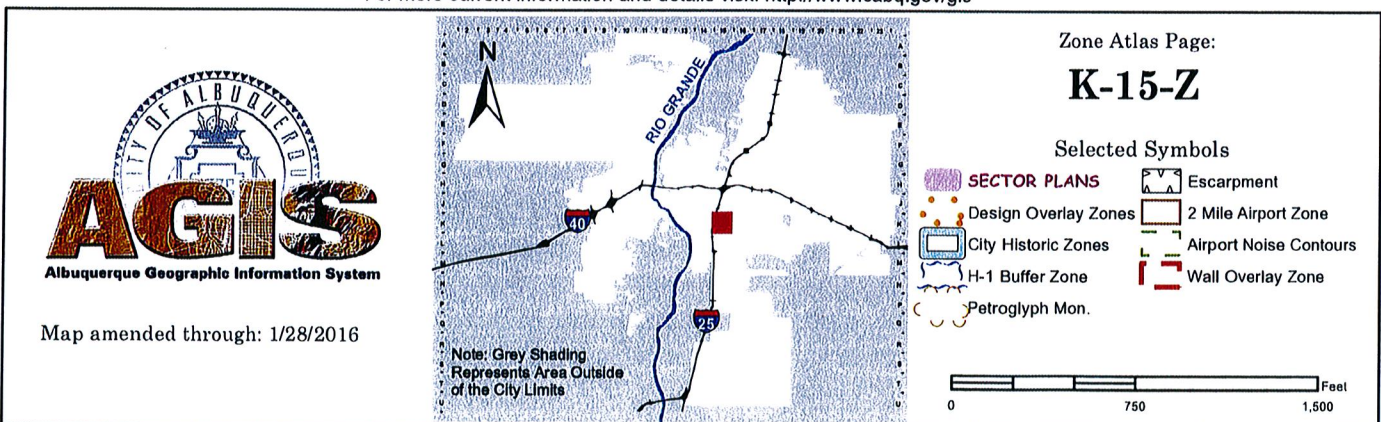 CITY OF ALBUQUERQU
AGIS
Albuquerque Geographic Information System
Map amended through: 1/28/2016
N
RIO GRANDE
40
25
Note: Grey Shading
Represents Area Outside
of the City Limits
Zone Atlas Page:
K-15-Z
Selected Symbols
SECTOR PLANS
Escarpment
Design Overlay Zones
2 Mile Airport Zone
City Historic Zones
Airport Noise Contours
H-1 Buffer Zone
Wall Overlay Zone
Petroglyph Mon.
Feet
0 750 1,500